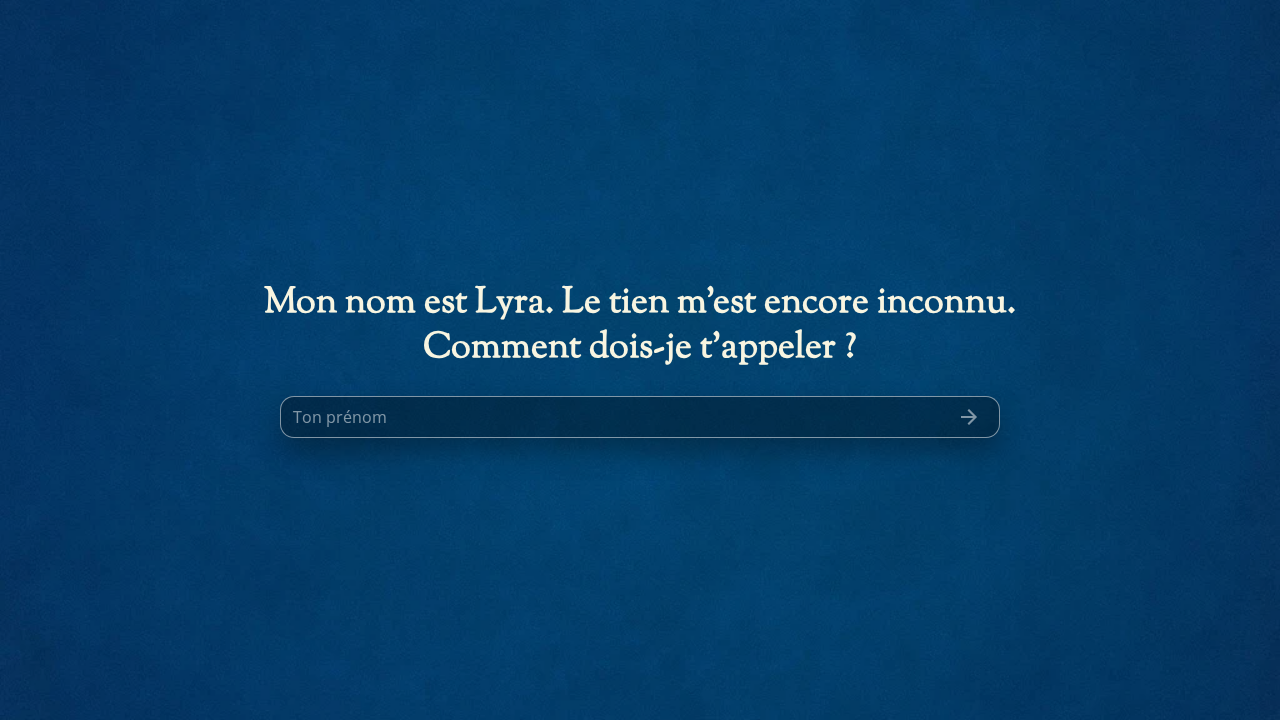 Mon nom est Lyra. Le tien m’est encore inconnu.
Comment dois-je t’appeler ?
Ton prénom